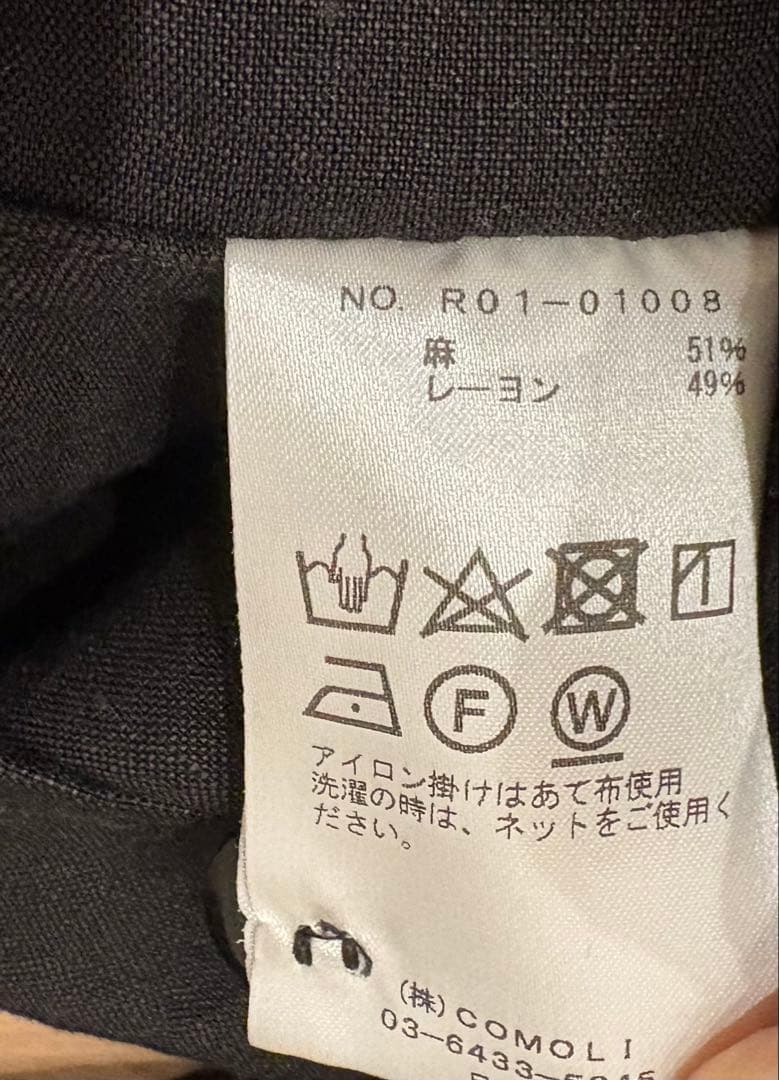 NO. R01-01008
麻 51%
レーヨン 49%
F W
アイロン掛けはあて布使用
洗濯の時は、ネットをご使用く
ださい。
(株)COMOLI
03-6433-